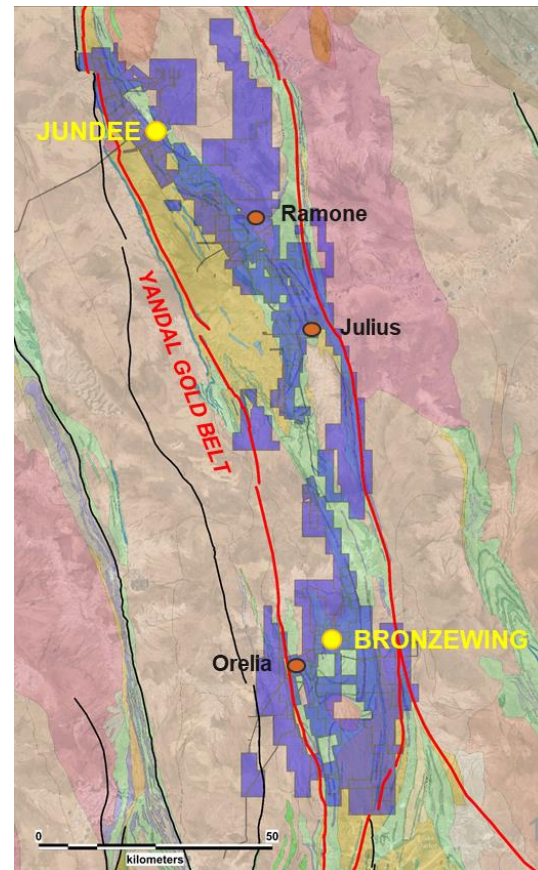 JUNDEE
Ramone
Julius
YANDAL GOLD BELT
BRONZEWING
Orelia
0
50
kilometers